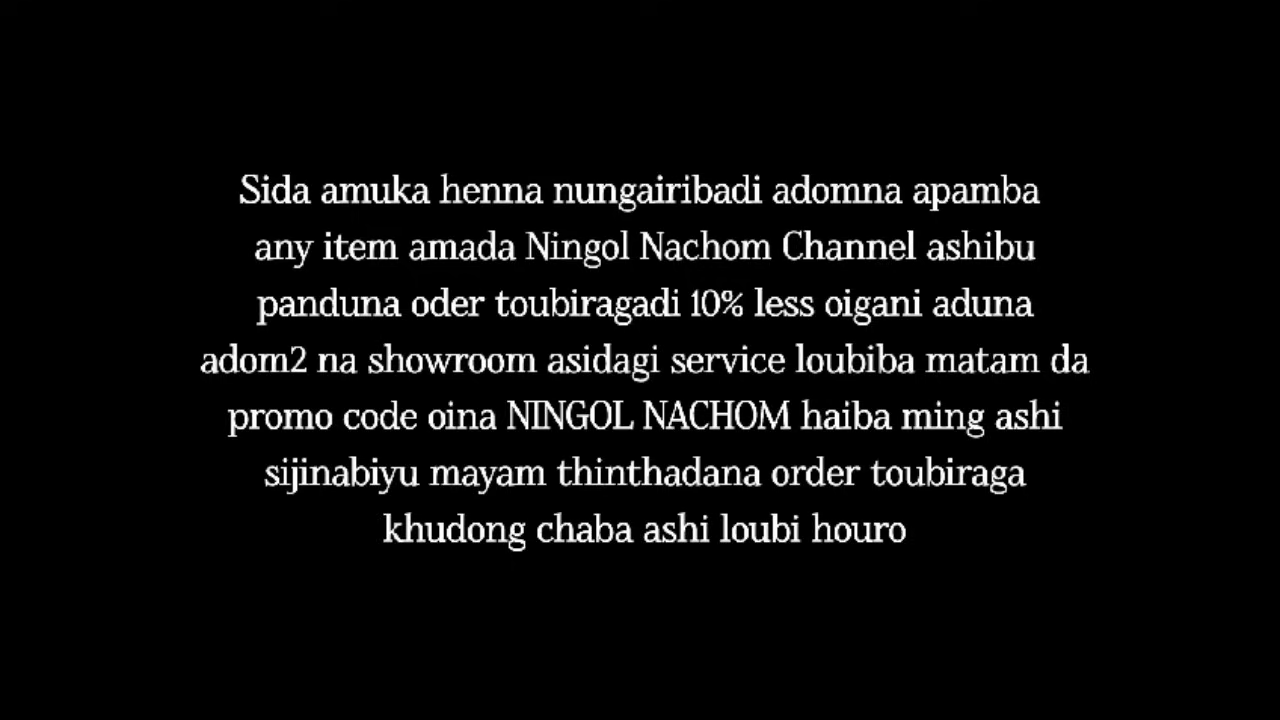 Sida amuka henna nungairibadi adomna apamba
any item amada Ningol Nachom Channel ashibu
panduna oder toubiragadi 10% less oigani aduna
adom2 na showroom asidagi service loubiba matam da
promo code oina NINGOL NACHOM haiba ming ashi
sijinabiyu mayam thinthadana order toubiraga
khudong chaba ashi loubi houro